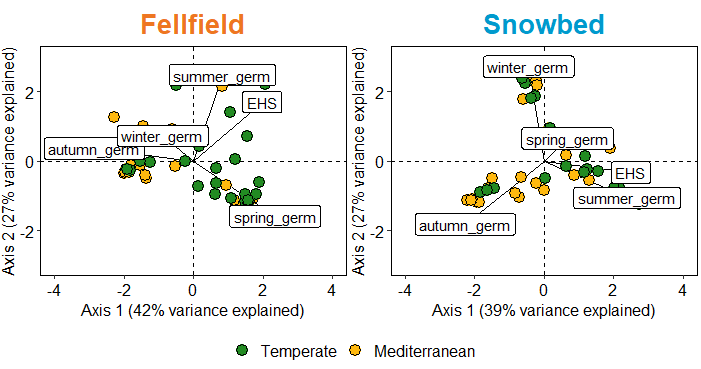 Fellfield
Snowbed
Axis 2 (27% variance explained)
2
0
-2
summer_germ
EHS
winter_germ
autumn_germ
spring_germ
-4
-2
0
2
4
Axis 1 (42% variance explained)
Axis 2 (27% variance explained)
2
0
-2
winter_germ
spring_germ
EHS
summer_germ
autumn_germ
-4
-2
0
2
4
Axis 1 (39% variance explained)
Temperate
Mediterranean